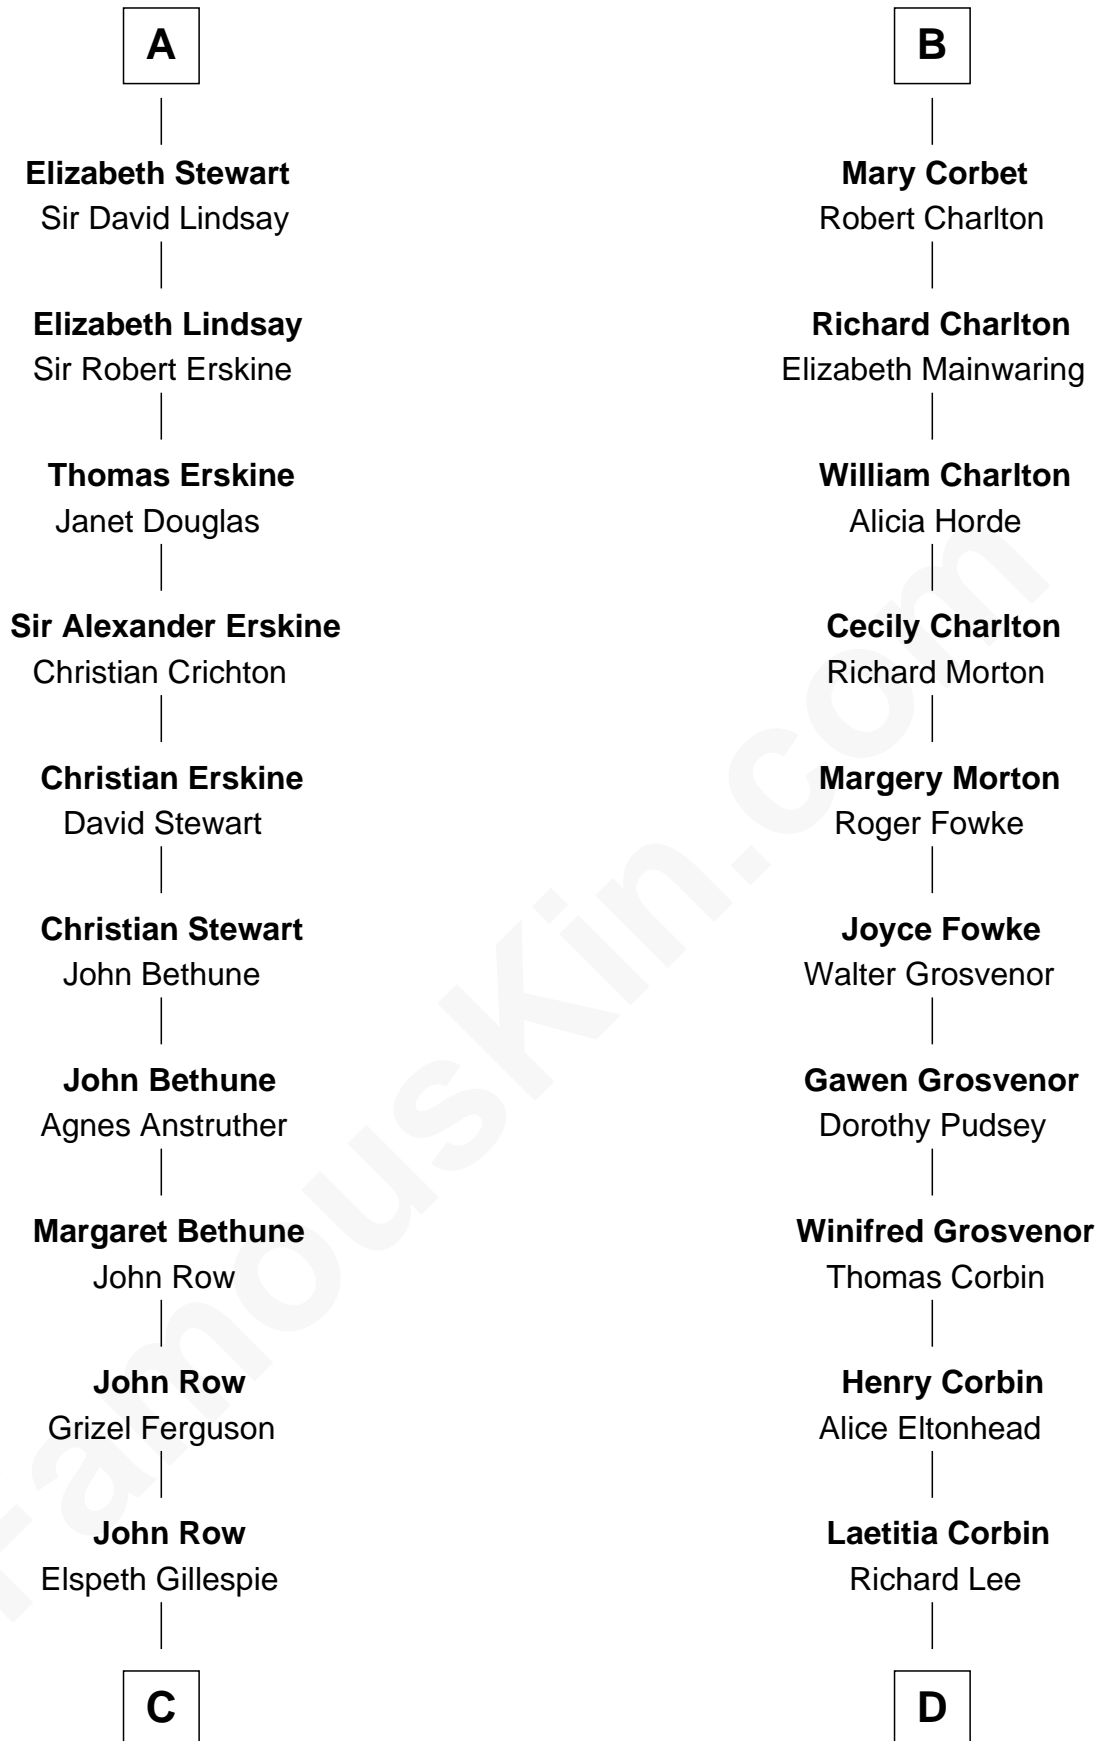 A
Elizabeth Stewart
Sir David Lindsay
Elizabeth Lindsay
Sir Robert Erskine
Thomas Erskine
Janet Douglas
Sir Alexander Erskine
Christian Crichton
Christian Erskine
David Stewart
Christian Stewart
John Bethune
John Bethune
Agnes Anstruther
Margaret Bethune
John Row
John Row
Grizel Ferguson
John Row
Elspeth Gillespie
C
B
Mary Corbet
Robert Charlton
Richard Charlton
Elizabeth Mainwaring
William Charlton
Alicia Horde
Cecily Charlton
Richard Morton
Margery Morton
Roger Fowke
Joyce Fowke
Walter Grosvenor
Gawen Grosvenor
Dorothy Pudsey
Winifred Grosvenor
Thomas Corbin
Henry Corbin
Alice Eltonhead
Laetitia Corbin
Richard Lee
D
FamousKin.com